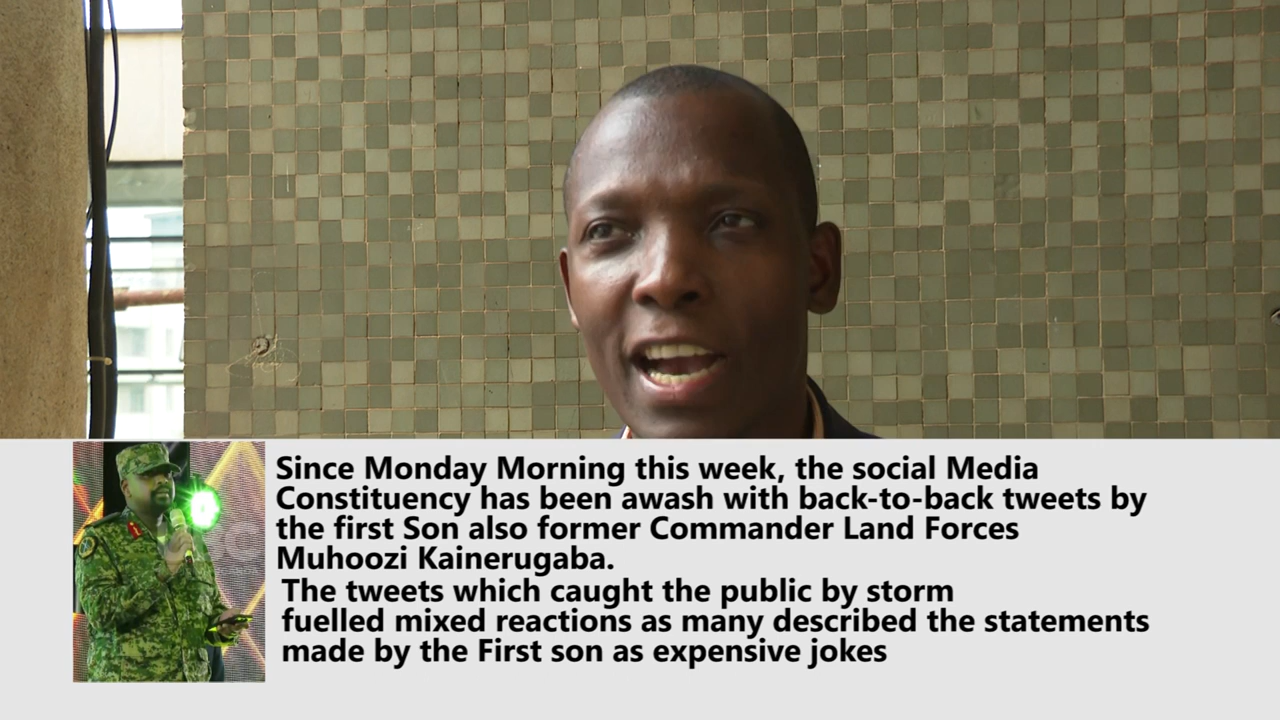 Since Monday Morning this week, the social Media
Constituency has been awash with back-to-back tweets by
the first Son also former Commander Land Forces
Muhoozi Kainerugaba.
The tweets which caught the public by storm
fuelled mixed reactions as many described the statements
made by the First son as expensive jokes